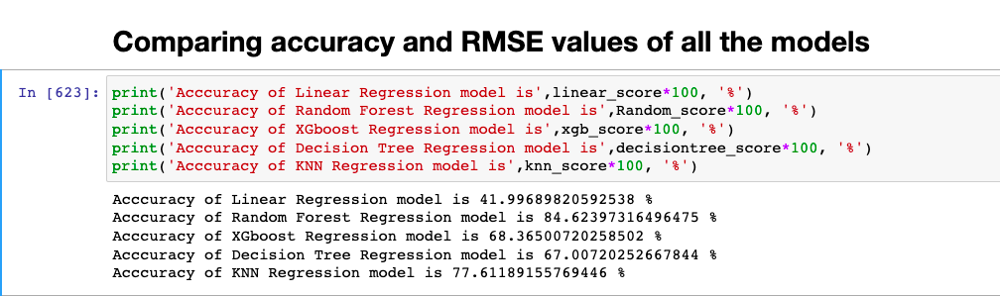 Comparing accuracy and RMSE values of all the models
In [623]: print('Acccuracy of Linear Regression model is',linear_score*100, '%')
print('Acccuracy of Random Forest Regression model is',Random_score*100, '%')
print('Acccuracy of XGboost Regression model is',xgb_score*100, '%')
print('Acccuracy of Decision Tree Regression model is',decisiontree_score*100, '%')
print('Acccuracy of KNN Regression model is',knn_score*100, '%')
Acccuracy of Linear Regression model is 41.99689820592538 %
Acccuracy of Random Forest Regression model is 84.62397316496475 %
Acccuracy of XGboost Regression model is 68.36500720258502 %
Acccuracy of Decision Tree Regression model is 67.00720252667844 %
Acccuracy of KNN Regression model is 77.61189155769446 %